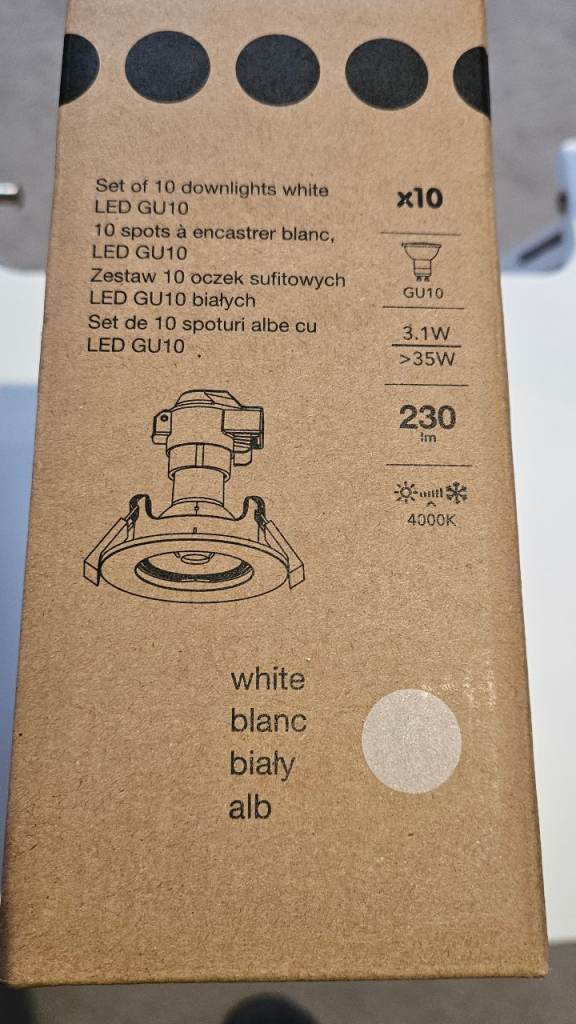 Set of 10 downlights white
LED GU10
10 spots à encastrer blanc,
LED GU10
Zestaw 10 oczek sufitowych
LED GU10 białych
Set de 10 spoturi albe cu
LED GU10
x10
GU10
3.1W
>35W
230
lm
4000K
white
blanc
biały
alb